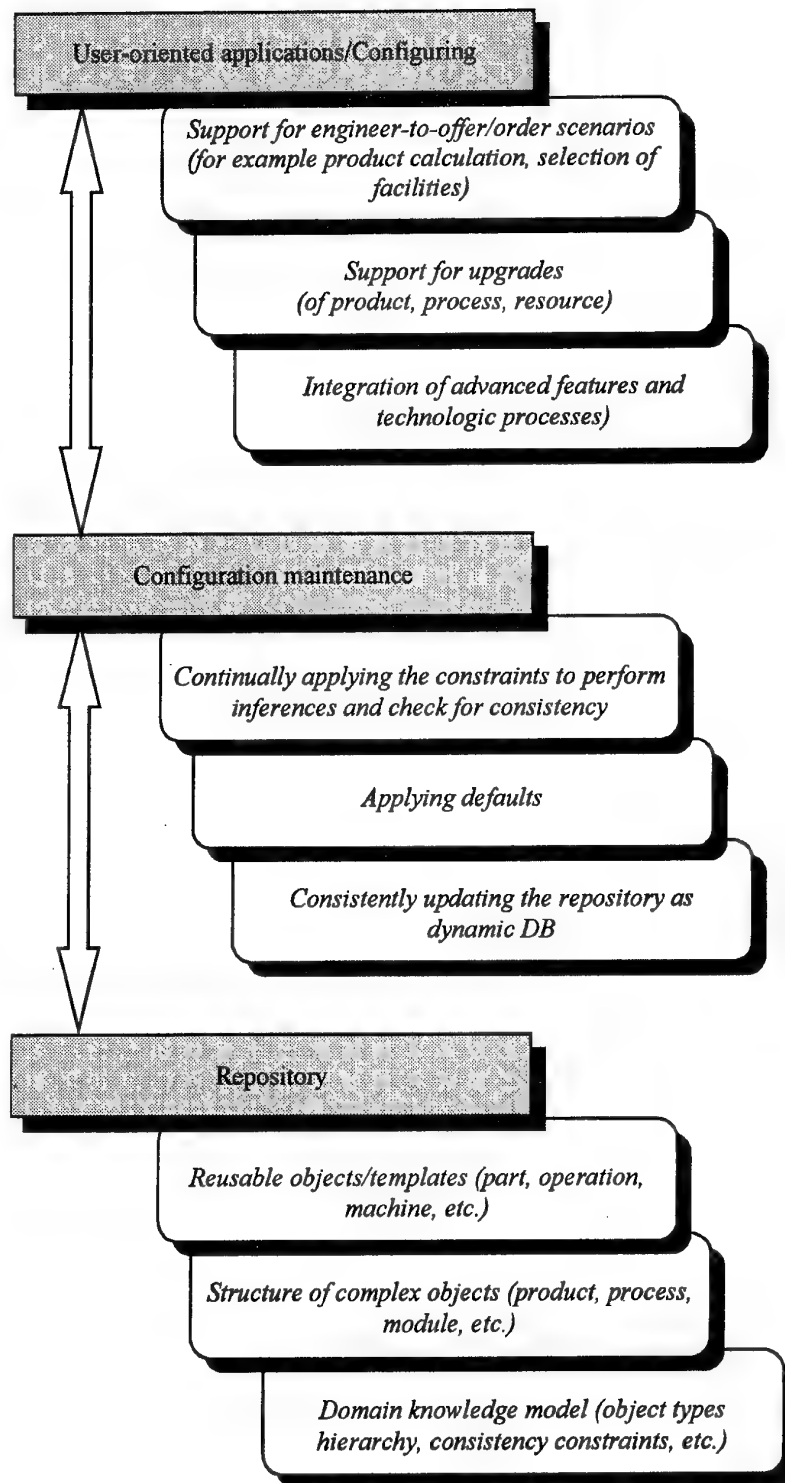 User-oriented applications/Configuring
Support for engineer-to-offer/order scenarios
(for example product calculation, selection of
facilities)
Support for upgrades
(of product, process, resource)
Integration of advanced features and
technologic processes)
Configuration maintenance
Continually applying the constraints to perform
inferences and check for consistency
Applying defaults
Consistently updating the repository as
dynamic DB
Repository
Reusable objects/templates (part, operation,
machine, etc.)
Structure of complex objects (product, process,
module, etc.)
Domain knowledge model (object types
hierarchy, consistency constraints, etc.)